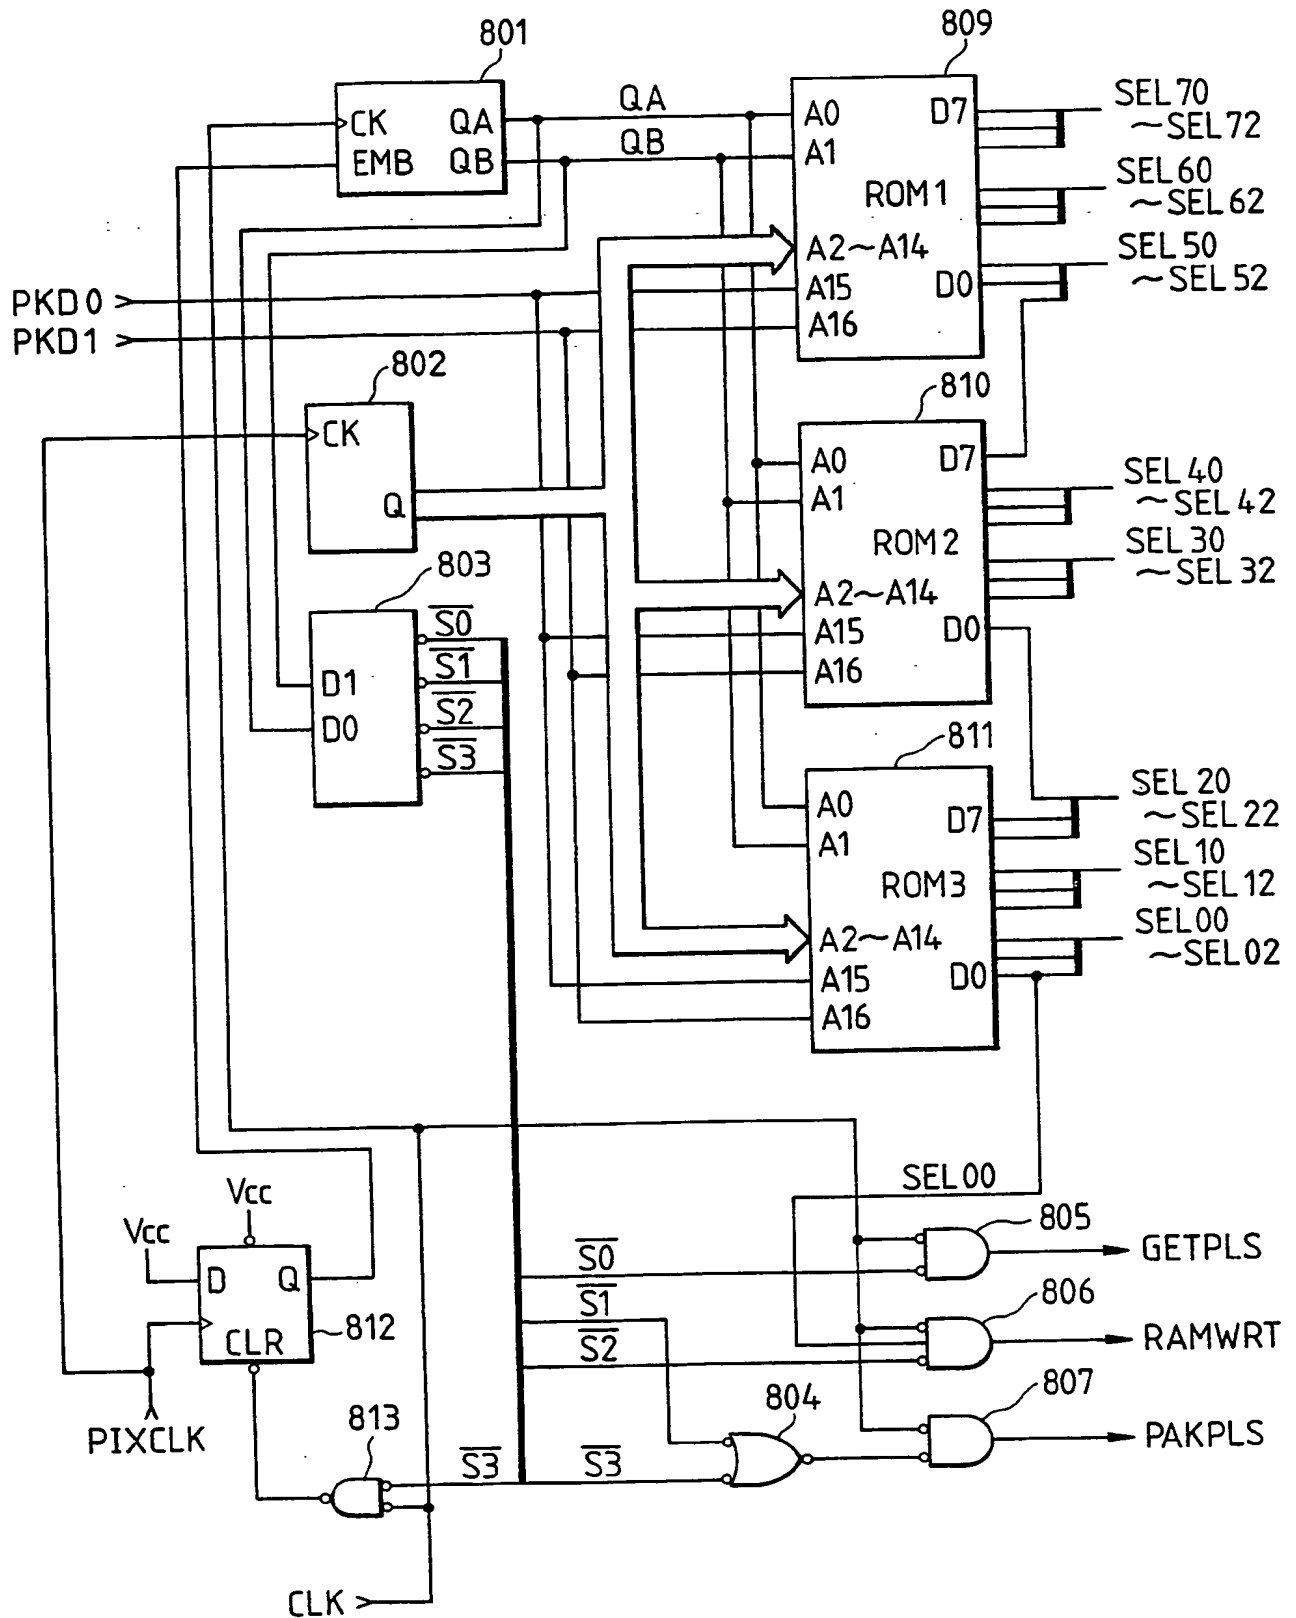 801
CK QA
EMB QB
QA
QB
809
A0 D7
A1
ROM1
A2~A14
A15 D0
A16
SEL70
~SEL72
SEL60
~SEL62
SEL50
~SEL52
PKD0
PKD1
802
CK
Q
810
A0 D7
A1
ROM2
A2~A14
A15 D0
A16
SEL40
~SEL42
SEL30
~SEL32
803
D1
D0
S0
S1
S2
S3
811
A0 D7
A1
ROM3
A2~A14
A15 D0
A16
SEL20
~SEL22
SEL10
~SEL12
SEL00
~SEL02
SEL00
Vcc
Vcc
D Q
CLR
812
PIXCLK
S0
S1
S2
805
GETPLS
806
RAMWRT
807
PAKPLS
804
813
S3
S3
CLK